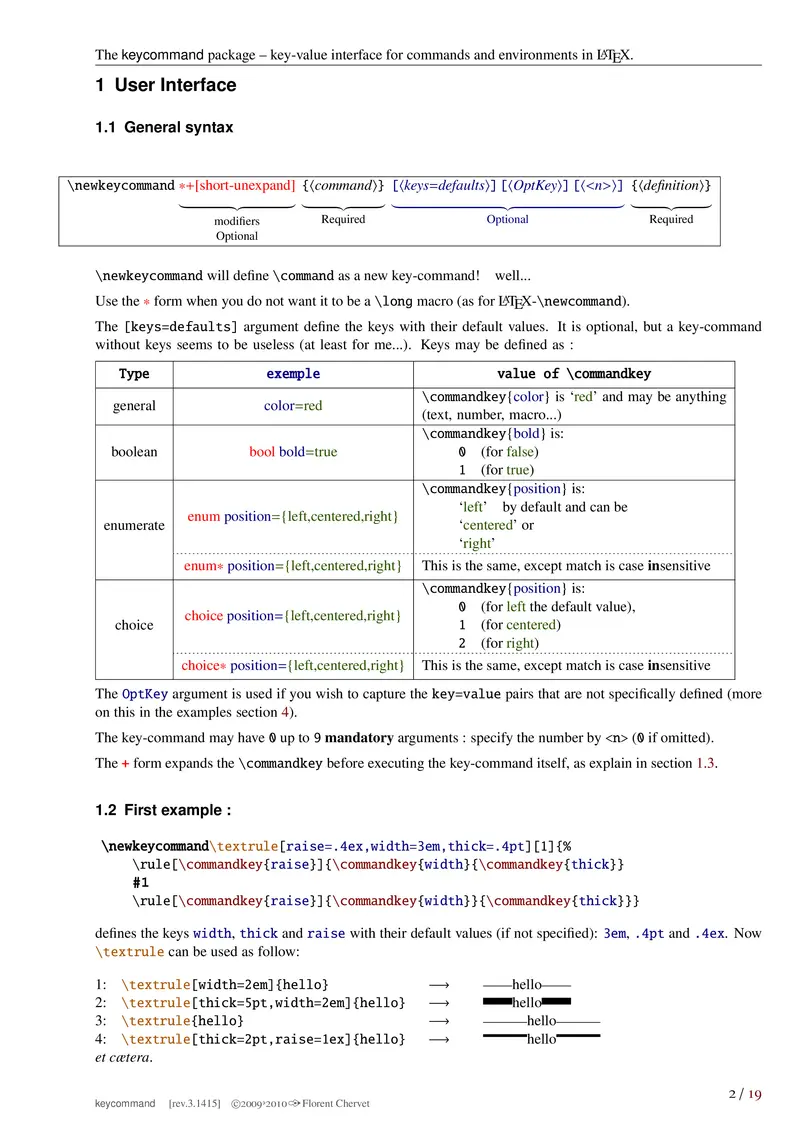 The keycommand package – key-value interface for commands and environments in LATEX.
1 User Interface
1.1 General syntax
\newkeycommand *+[short-unexpand] {⟨command⟩} [⟨keys=defaults⟩] [⟨OptKey⟩] [⟨<n>⟩] {⟨definition⟩}
modifiers Required Optional Required
Optional
\newkeycommand will define \command as a new key-command! well...
Use the * form when you do not want it to be a \long macro (as for LATEX-\newcommand).
The [keys=defaults] argument define the keys with their default values. It is optional, but a key-command
without keys seems to be useless (at least for me...). Keys may be defined as :
Type exemple value of \commandkey
general color=red \commandkey{color} is ‘red’ and may be anything
(text, number, macro...)
boolean bool bold=true \commandkey{bold} is:
0 (for false)
1 (for true)
enumerate enum position={left,centered,right} \commandkey{position} is:
‘left’ by default and can be
‘centered’ or
‘right’
enum* position={left,centered,right} This is the same, except match is case insensitive
choice choice position={left,centered,right} \commandkey{position} is:
0 (for left the default value),
1 (for centered)
2 (for right)
choice* position={left,centered,right} This is the same, except match is case insensitive
The OptKey argument is used if you wish to capture the key=value pairs that are not specifically defined (more
on this in the examples section 4).
The key-command may have 0 up to 9 mandatory arguments : specify the number by <n> (0 if omitted).
The + form expands the \commandkey before executing the key-command itself, as explain in section 1.3.
1.2 First example :
\newkeycommand\textrule[raise=.4ex,width=3em,thick=.4pt][1]{%
\rule[\commandkey{raise}]{\commandkey{width}{\commandkey{thick}}
#1
\rule[\commandkey{raise}]{\commandkey{width}}{\commandkey{thick}}}
defines the keys width, thick and raise with their default values (if not specified): 3em, .4pt and .4ex. Now
\textrule can be used as follow:
1: \textrule[width=2em]{hello} ⟶ hello
2: \textrule[thick=5pt,width=2em]{hello} ⟶ hello
3: \textrule{hello} ⟶ hello
4: \textrule[thick=2pt,raise=1ex]{hello} ⟶ hello
et cætera.
keycommand [rev.3.1415] ©2009-2010 Florent Chervet
2 / 19